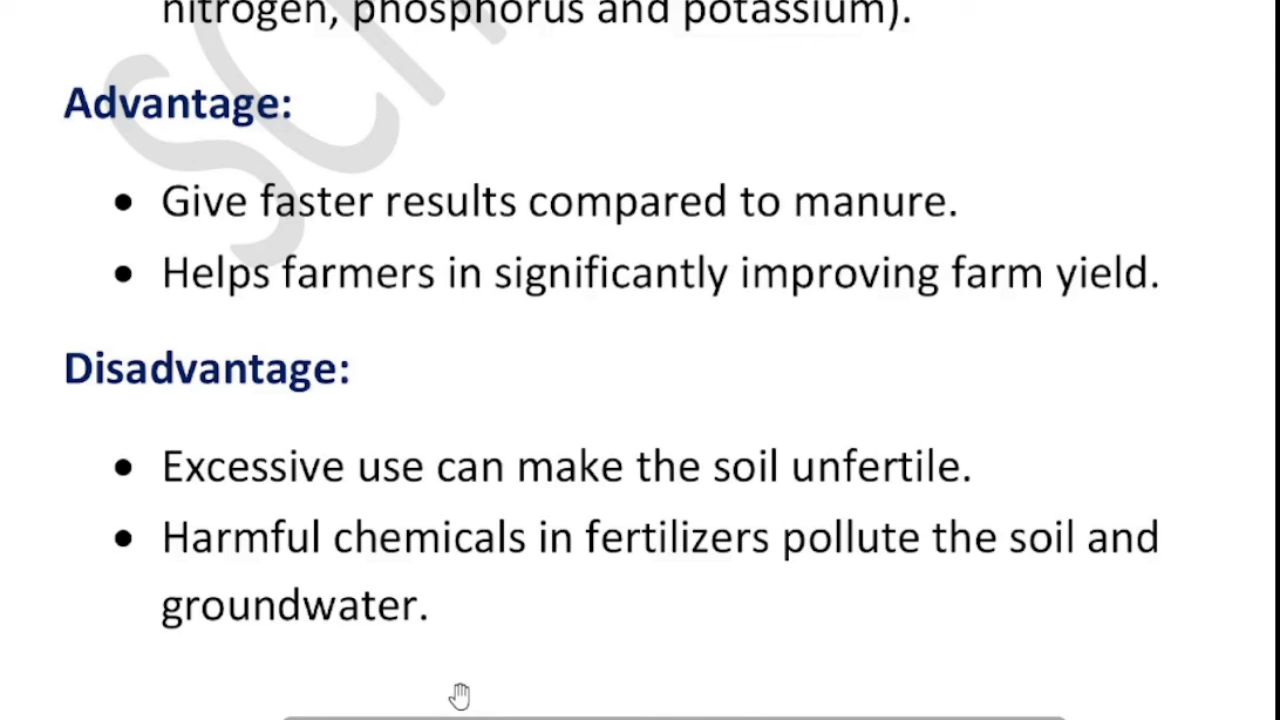 nitrogen, phosphorus and potassium).
Advantage:
• Give faster results compared to manure.
• Helps farmers in significantly improving farm yield.
Disadvantage:
• Excessive use can make the soil unfertile.
• Harmful chemicals in fertilizers pollute the soil and
groundwater.